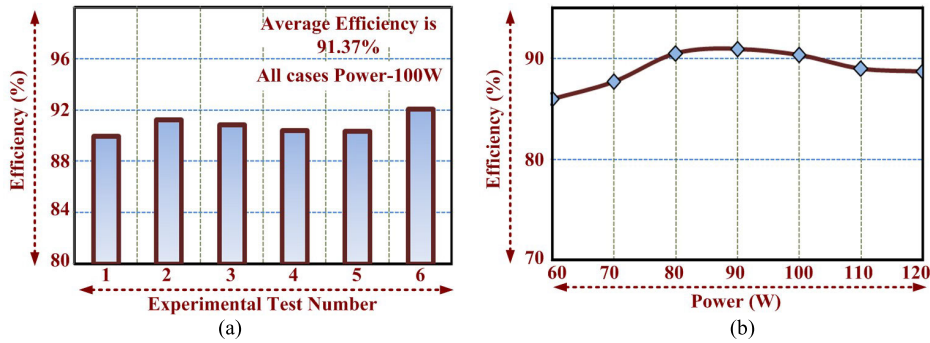 Efficiency (%)
96
92
88
84
80
Average Efficiency is
91.37%
All cases Power-100W
1 2 3 4 5 6
Experimental Test Number
(a)
Efficiency (%)
90
80
70
60 70 80 90 100 110 120
Power (W)
(b)